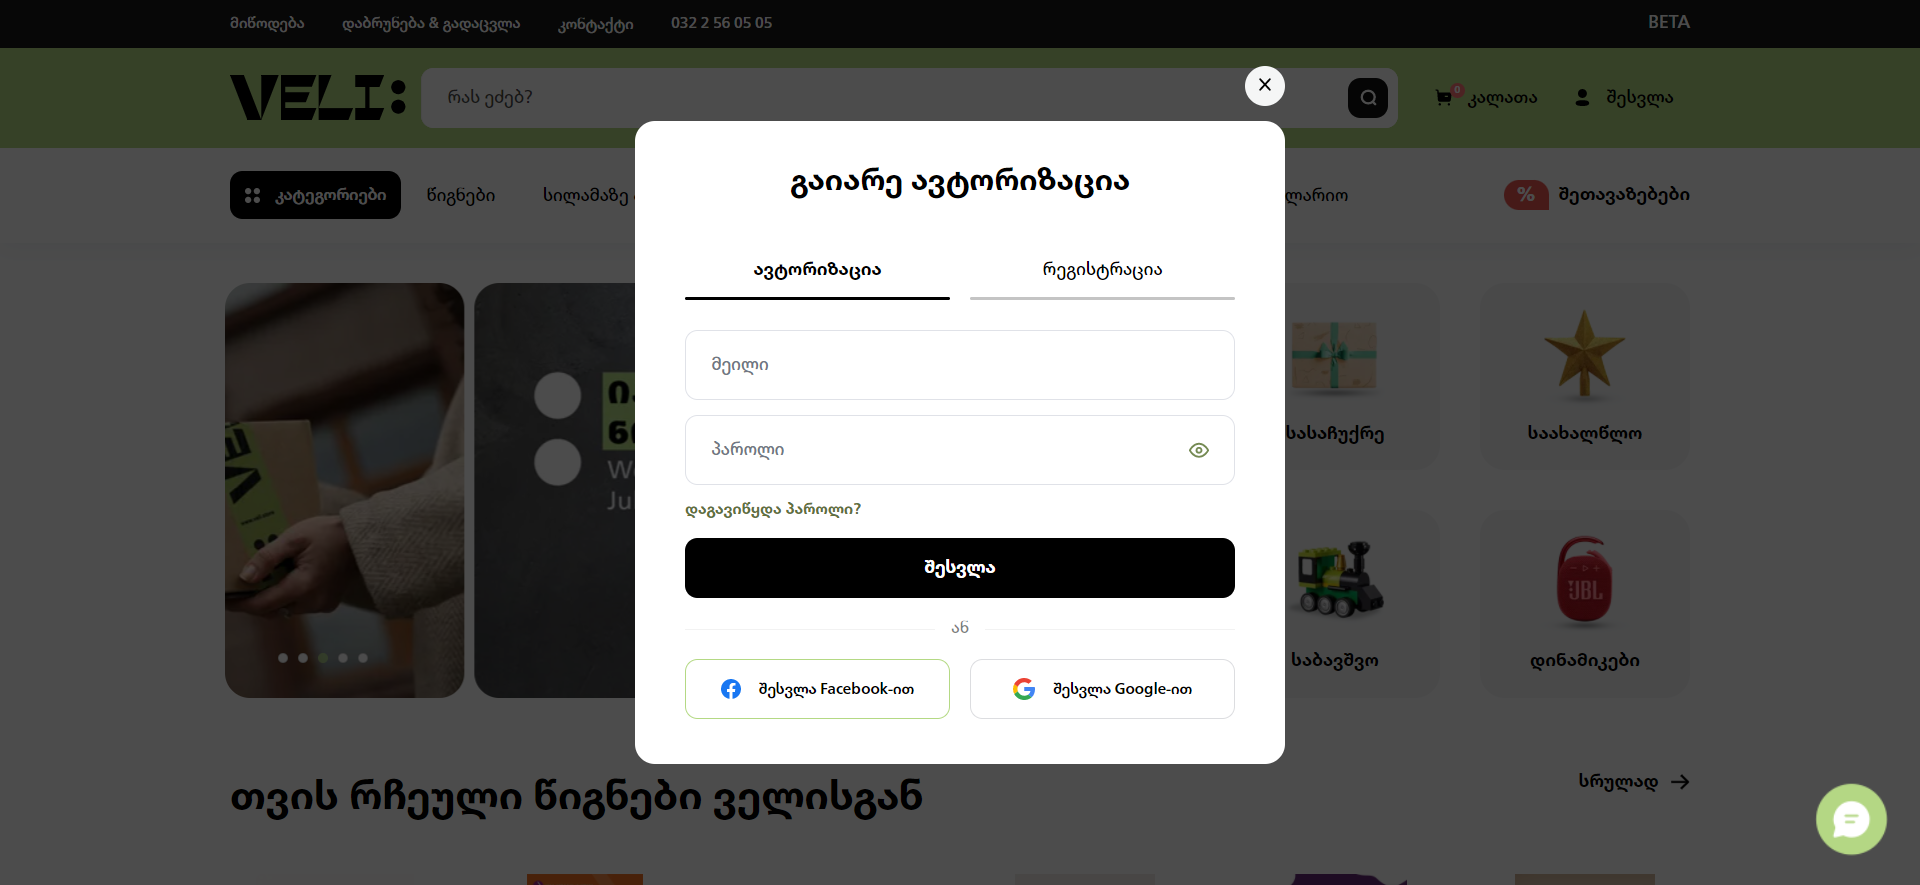 მიწოდება დაბრუნება & გადაცვლა კონტაქტი 032 2 56 05 05 BETA
VELI:
რას ეძებ?
0 კალათა
შესვლა
კატეგორიები
წიგნები
სილამაზე
% შეთავაზებები
გაიარე ავტორიზაცია
ავტორიზაცია
რეგისტრაცია
მეილი
პაროლი
დაგავიწყდა პაროლი?
შესვლა
ან
შესვლა Facebook-ით
შესვლა Google-ით
სასაჩუქრე
საახალწლო
საბავშვო
JBL
დინამიკები
თვის რჩეული წიგნები ველისგან
სრულად